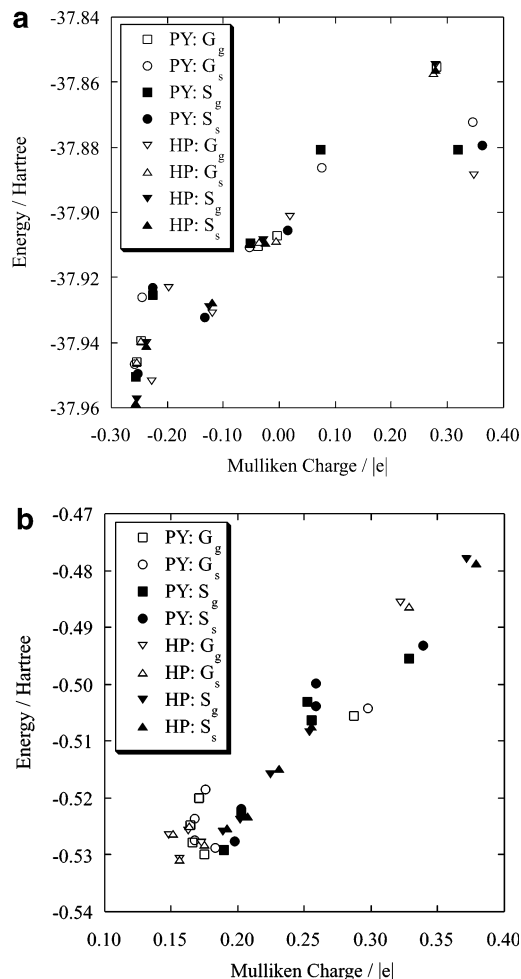 a
-37.84
-37.86
-37.88
-37.90
-37.92
-37.94
-37.96
Energy / Hartree
PY: Gg
PY: Gs
PY: Sg
PY: Ss
HP: Gg
HP: Gs
HP: Sg
HP: Ss
-0.30 -0.20 -0.10 0.00 0.10 0.20 0.30 0.40
Mulliken Charge / |e|
b
-0.47
-0.48
-0.49
-0.50
-0.51
-0.52
-0.53
-0.54
Energy / Hartree
PY: Gg
PY: Gs
PY: Sg
PY: Ss
HP: Gg
HP: Gs
HP: Sg
HP: Ss
0.10 0.15 0.20 0.25 0.30 0.35 0.40
Mulliken Charge / |e|